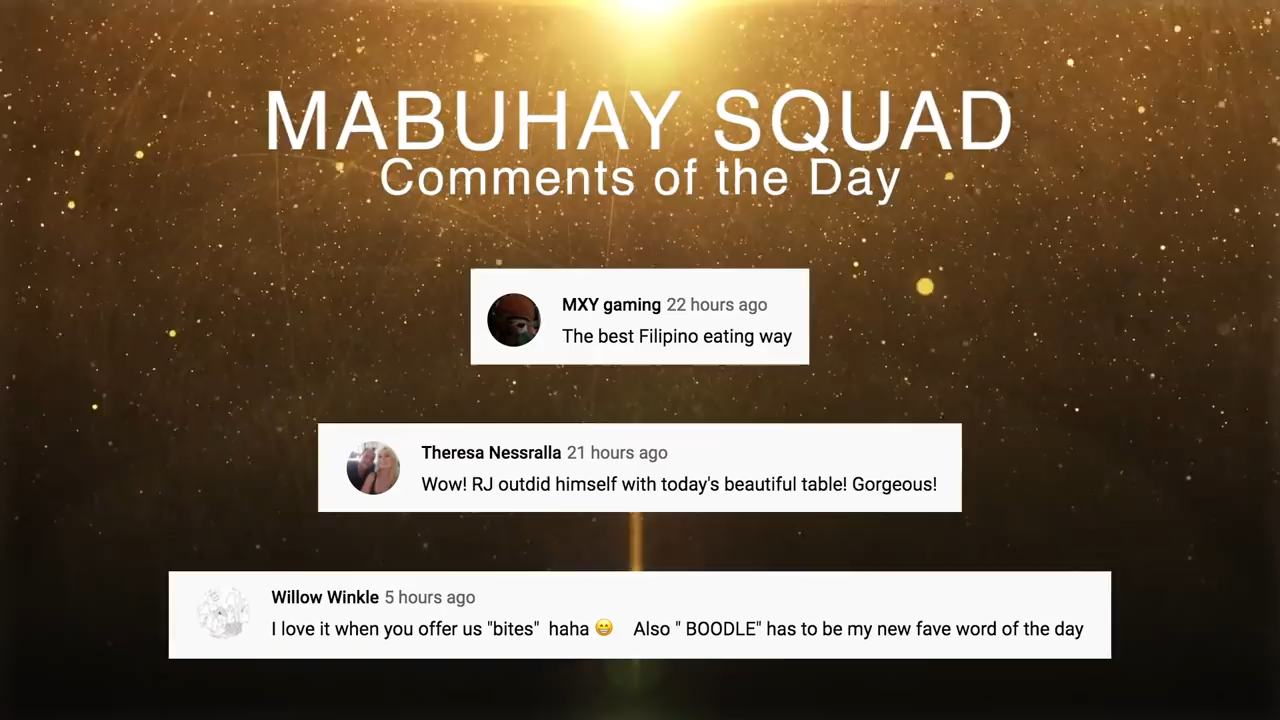 MABUHAY SQUAD
Comments of the Day
MXY gaming 22 hours ago
The best Filipino eating way
Theresa Nessralla 21 hours ago
Wow! RJ outdid himself with today's beautiful table! Gorgeous!
Willow Winkle 5 hours ago
I love it when you offer us "bites"  haha 😁    Also " BOODLE" has to be my new fave word of the day